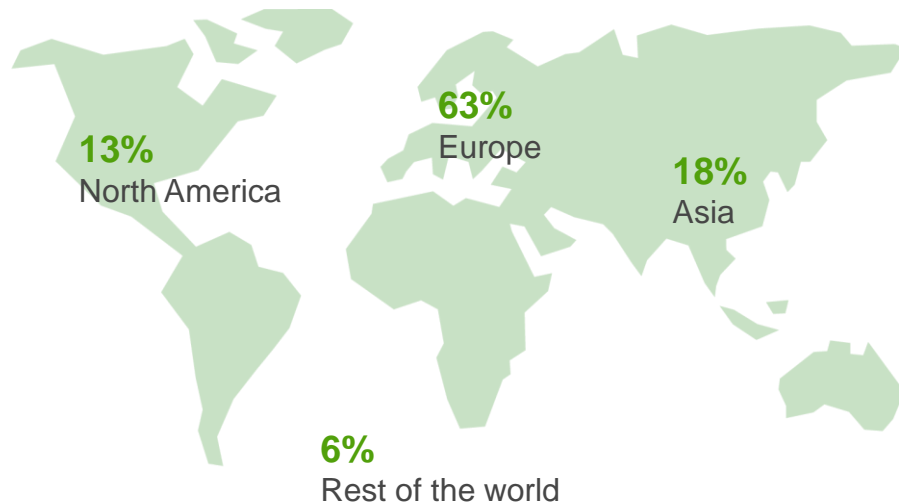 63%
Europe
13%
North America
18%
Asia
6%
Rest of the world